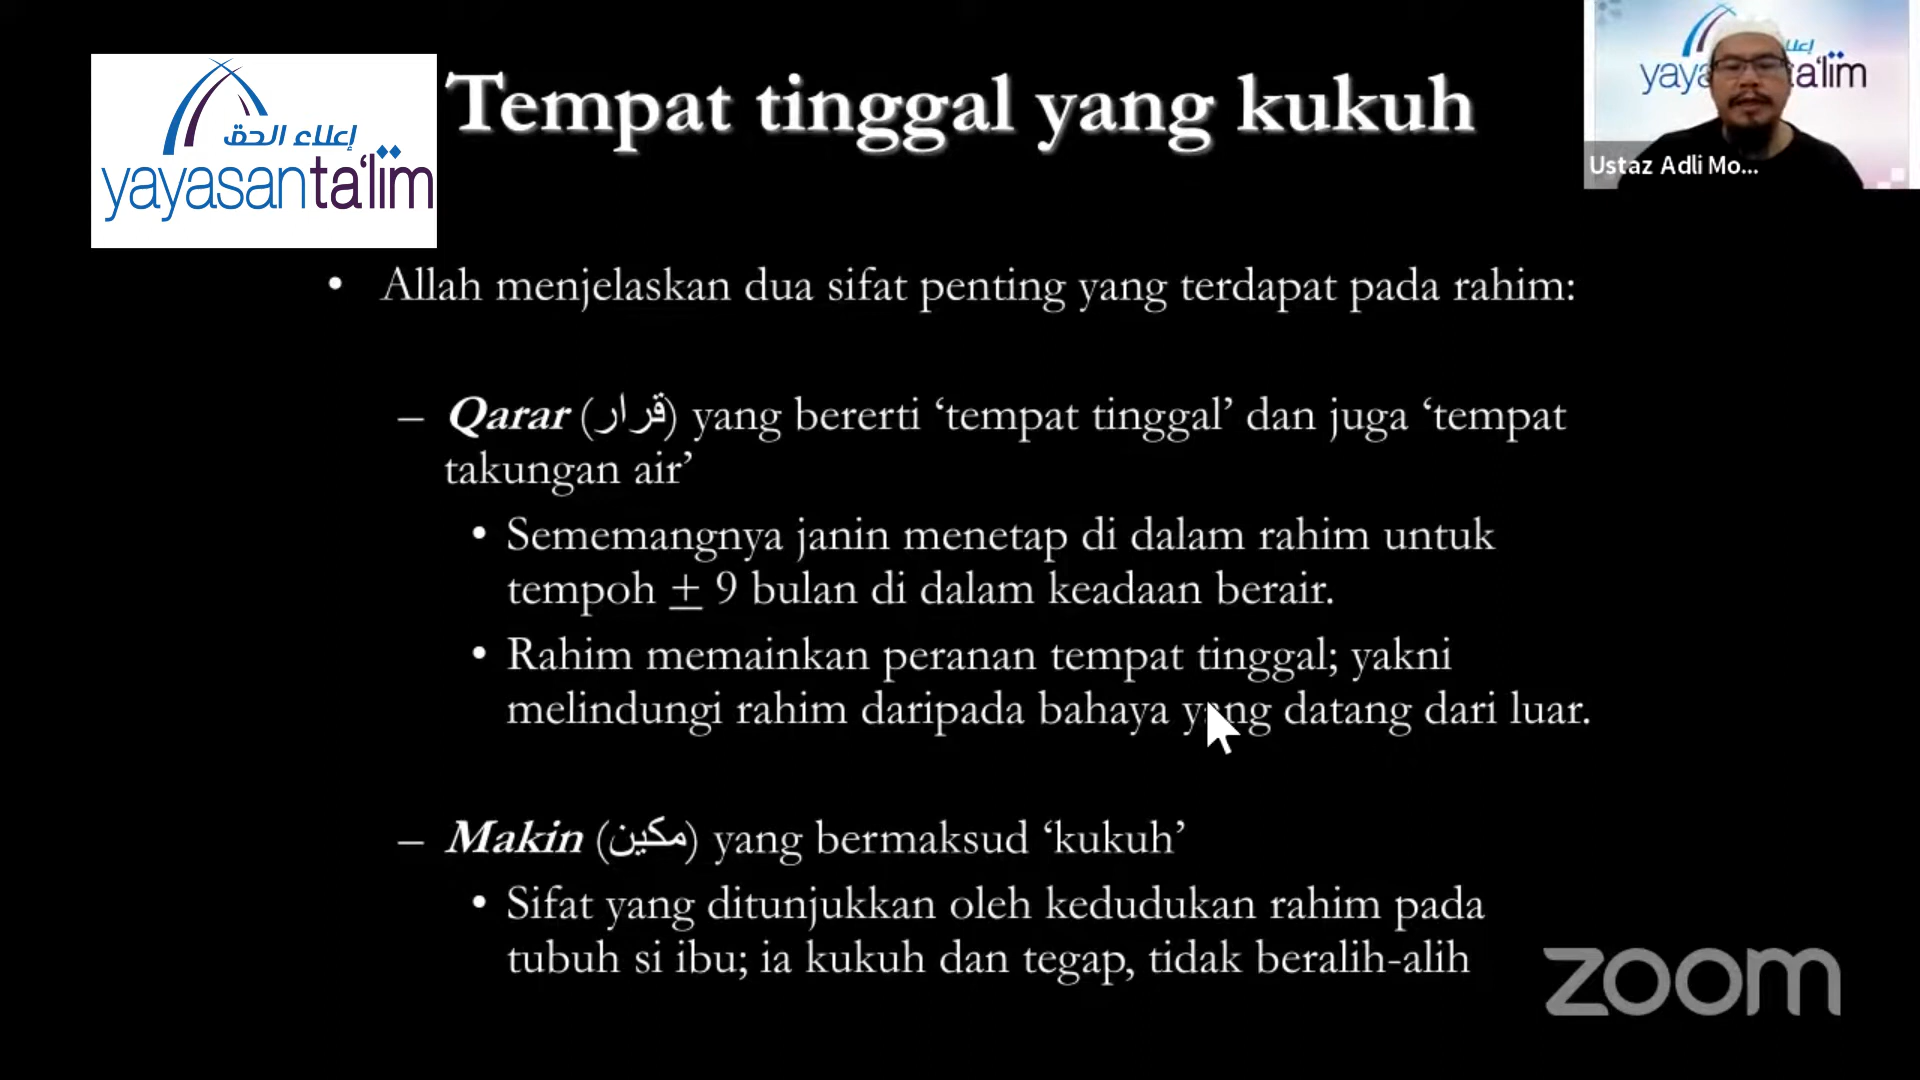 إعلاء الحق
yayasanta'lim
Tempat tinggal yang kukuh
إعلا
yaya ta'lim
Ustaz Adli Mo...
• Allah menjelaskan dua sifat penting yang terdapat pada rahim:
– Qarar (قرار) yang bererti ‘tempat tinggal’ dan juga ‘tempat
takungan air’
• Sememangnya janin menetap di dalam rahim untuk
tempoh ± 9 bulan di dalam keadaan berair.
• Rahim memainkan peranan tempat tinggal; yakni
melindungi rahim daripada bahaya yang datang dari luar.
– Makin (مكين) yang bermaksud ‘kukuh’
• Sifat yang ditunjukkan oleh kedudukan rahim pada
tubuh si ibu; ia kukuh dan tegap, tidak beralih-alih
zoom